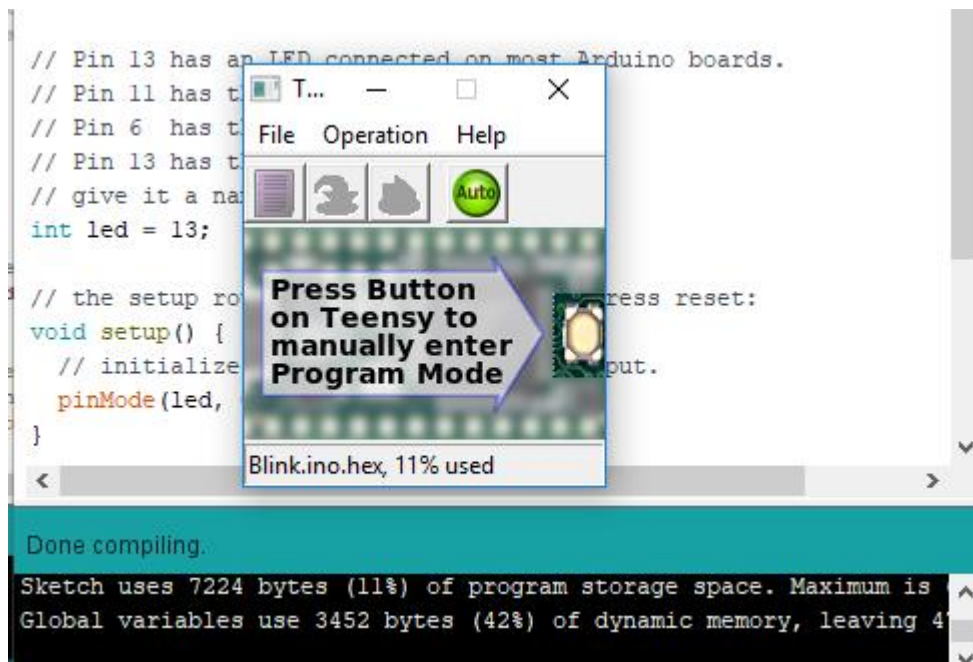 // Pin 13 has an LED connected on most Arduino boards.
// Pin 11 has t
// Pin 6  has t
// Pin 13 has t
// give it a na
int led = 13;
// the setup ro
ress reset:
void setup() {
// initialize
put.
pinMode(led,
}
T...
File Operation Help
Auto
Press Button
on Teensy to
manually enter
Program Mode
Blink.ino.hex, 11% used
Done compiling.
Sketch uses 7224 bytes (11%) of program storage space. Maximum is
Global variables use 3452 bytes (42%) of dynamic memory, leaving 4